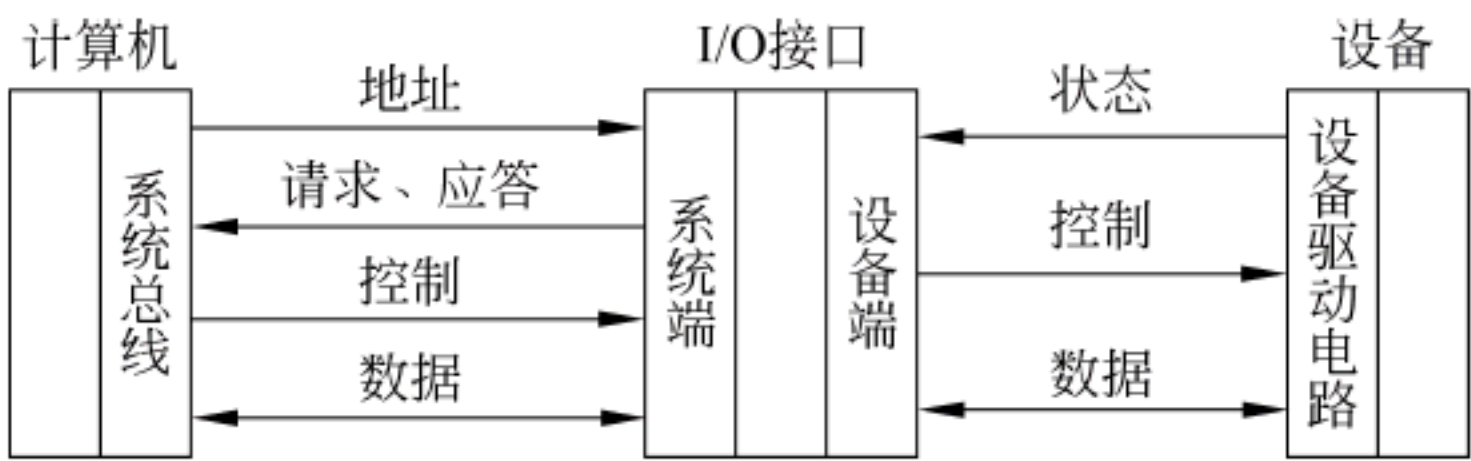 计算机
I/O接口
设备
地址
请求、应答
控制
数据
系统总线
系统端
设备端
状态
控制
数据
设备驱动电路